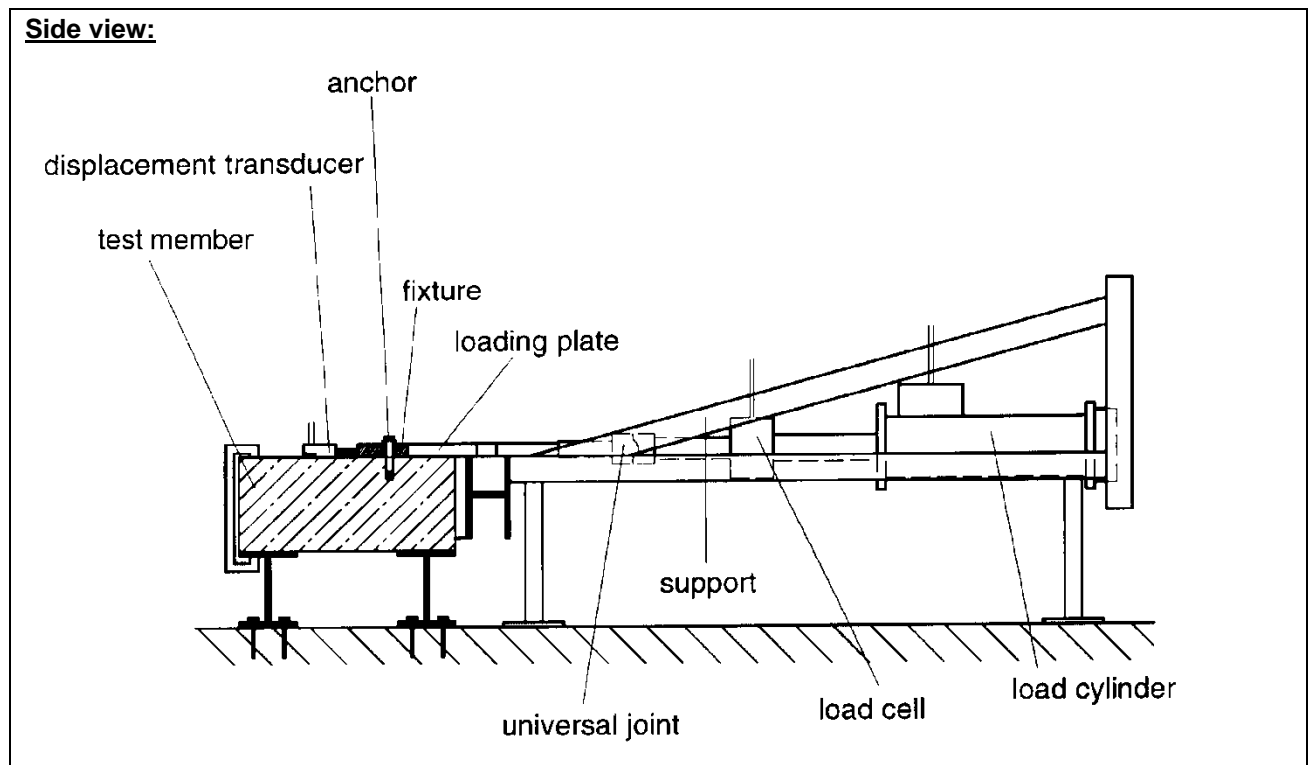 Side view:
anchor
displacement transducer
test member
fixture
loading plate
support
universal joint
load cell
load cylinder